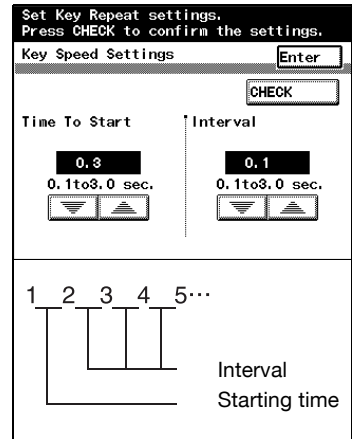 Set Key Repeat settings.
Press CHECK to confirm the settings.
Key Speed Settings
Enter
CHECK
Time To Start
Interval
0.3
0.1
0.1to3.0 sec.
0.1to3.0 sec.
1 2 3 4 5...
Interval
Starting time